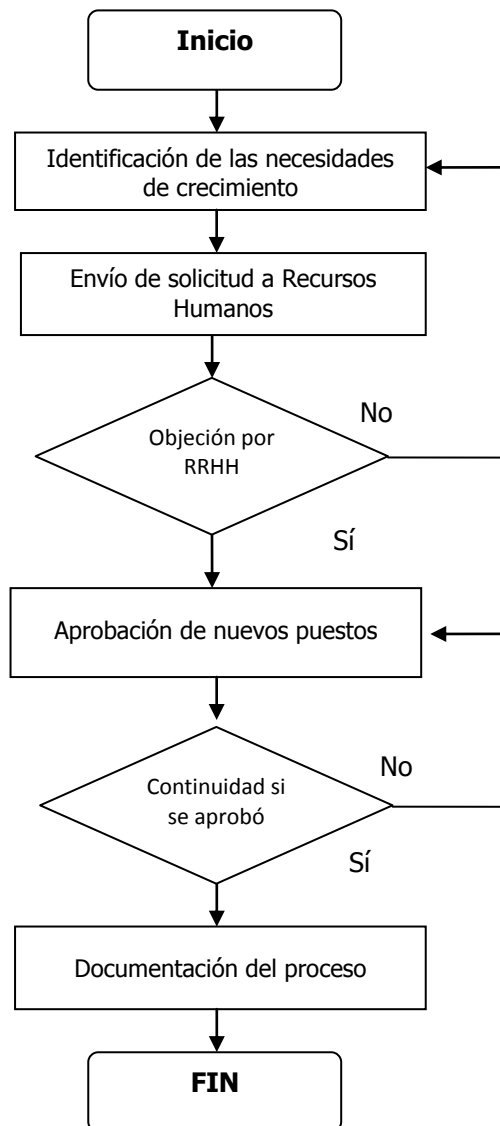 Inicio
Identificación de las necesidades
de crecimiento
Envío de solicitud a Recursos
Humanos
No
Objeción por
RRHH
Sí
Aprobación de nuevos puestos
No
Continuidad si
se aprobó
Sí
Documentación del proceso
FIN